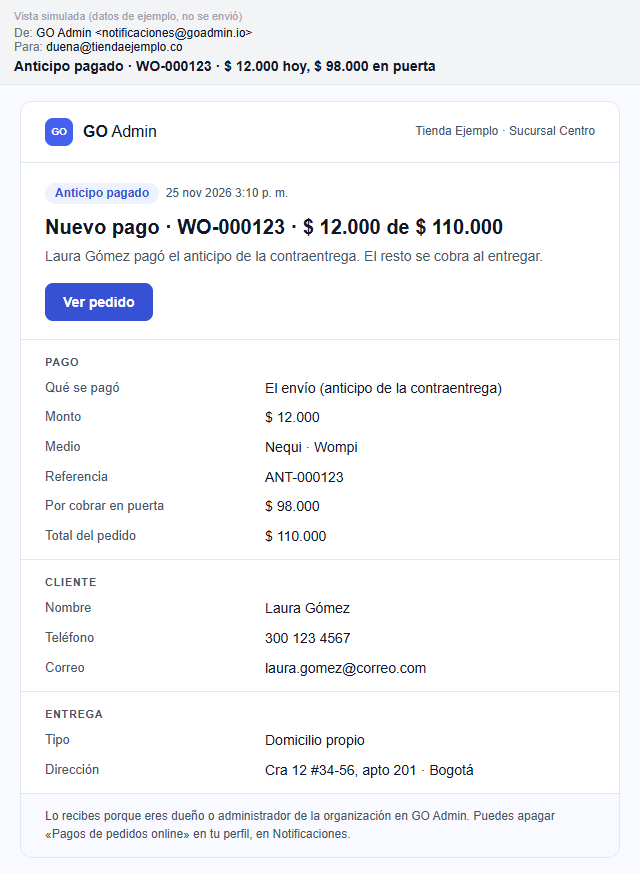 Vista simulada (datos de ejemplo, no se envió)
De: GO Admin <notificaciones@goadmin.io>
Para: duena@tiendaejemplo.co
Anticipo pagado · WO-000123 · $ 12.000 hoy, $ 98.000 en puerta
GO GO Admin Tienda Ejemplo · Sucursal Centro
Anticipo pagado 25 nov 2026 3:10 p. m.
Nuevo pago · WO-000123 · $ 12.000 de $ 110.000
Laura Gómez pagó el anticipo de la contraentrega. El resto se cobra al entregar.
Ver pedido
PAGO
Qué se pagó El envío (anticipo de la contraentrega)
Monto $ 12.000
Medio Nequi · Wompi
Referencia ANT-000123
Por cobrar en puerta $ 98.000
Total del pedido $ 110.000
CLIENTE
Nombre Laura Gómez
Teléfono 300 123 4567
Correo laura.gomez@correo.com
ENTREGA
Tipo Domicilio propio
Dirección Cra 12 #34-56, apto 201 · Bogotá
Lo recibes porque eres dueño o administrador de la organización en GO Admin. Puedes apagar
«Pagos de pedidos online» en tu perfil, en Notificaciones.